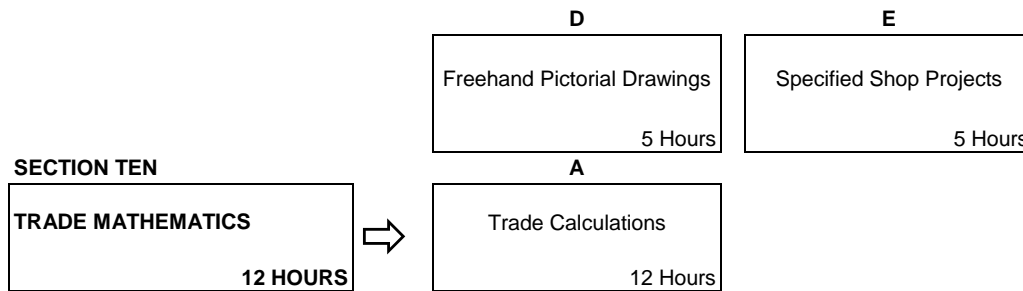 D E
Freehand Pictorial Drawings Specified Shop Projects
5 Hours 5 Hours
SECTION TEN A
TRADE MATHEMATICS Trade Calculations
12 HOURS 12 Hours